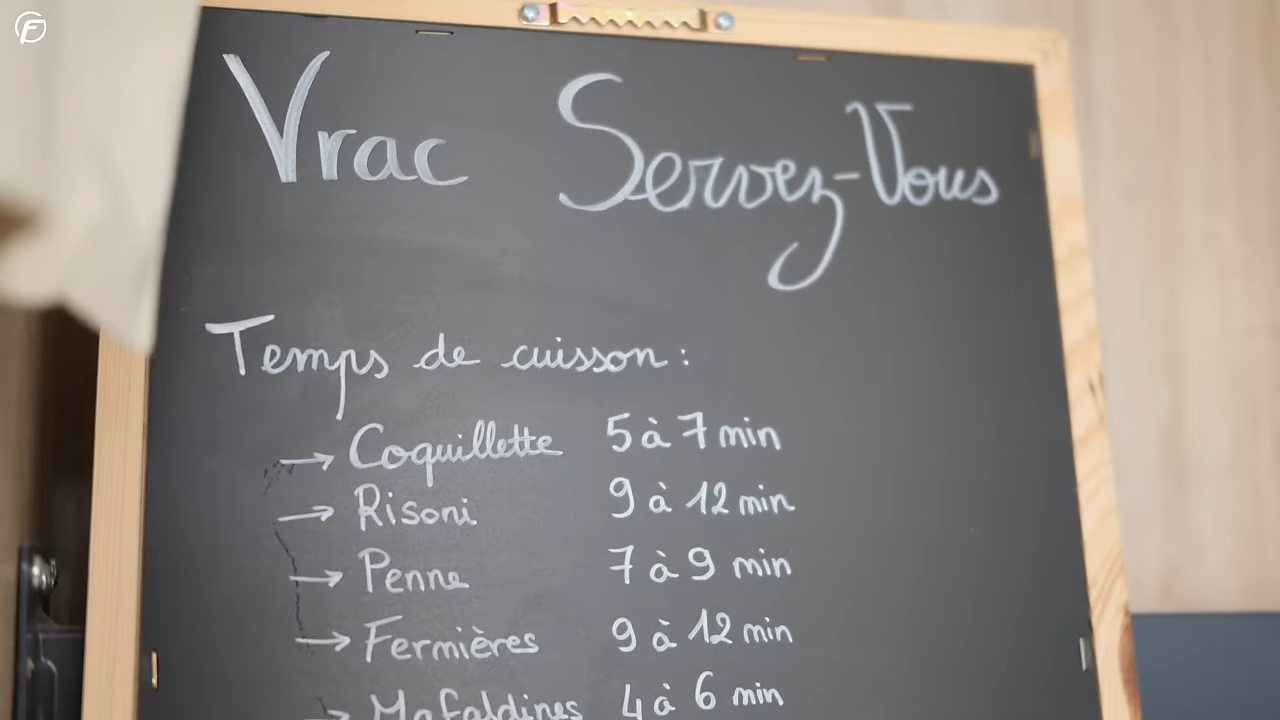 Vrac Servez-Vous
Temps de cuisson :
→ Coquillette 5 à 7 min
→ Risoni 9 à 12 min
→ Penne 7 à 9 min
→ Fermières 9 à 12 min
→ Mafaldines 4 à 6 min